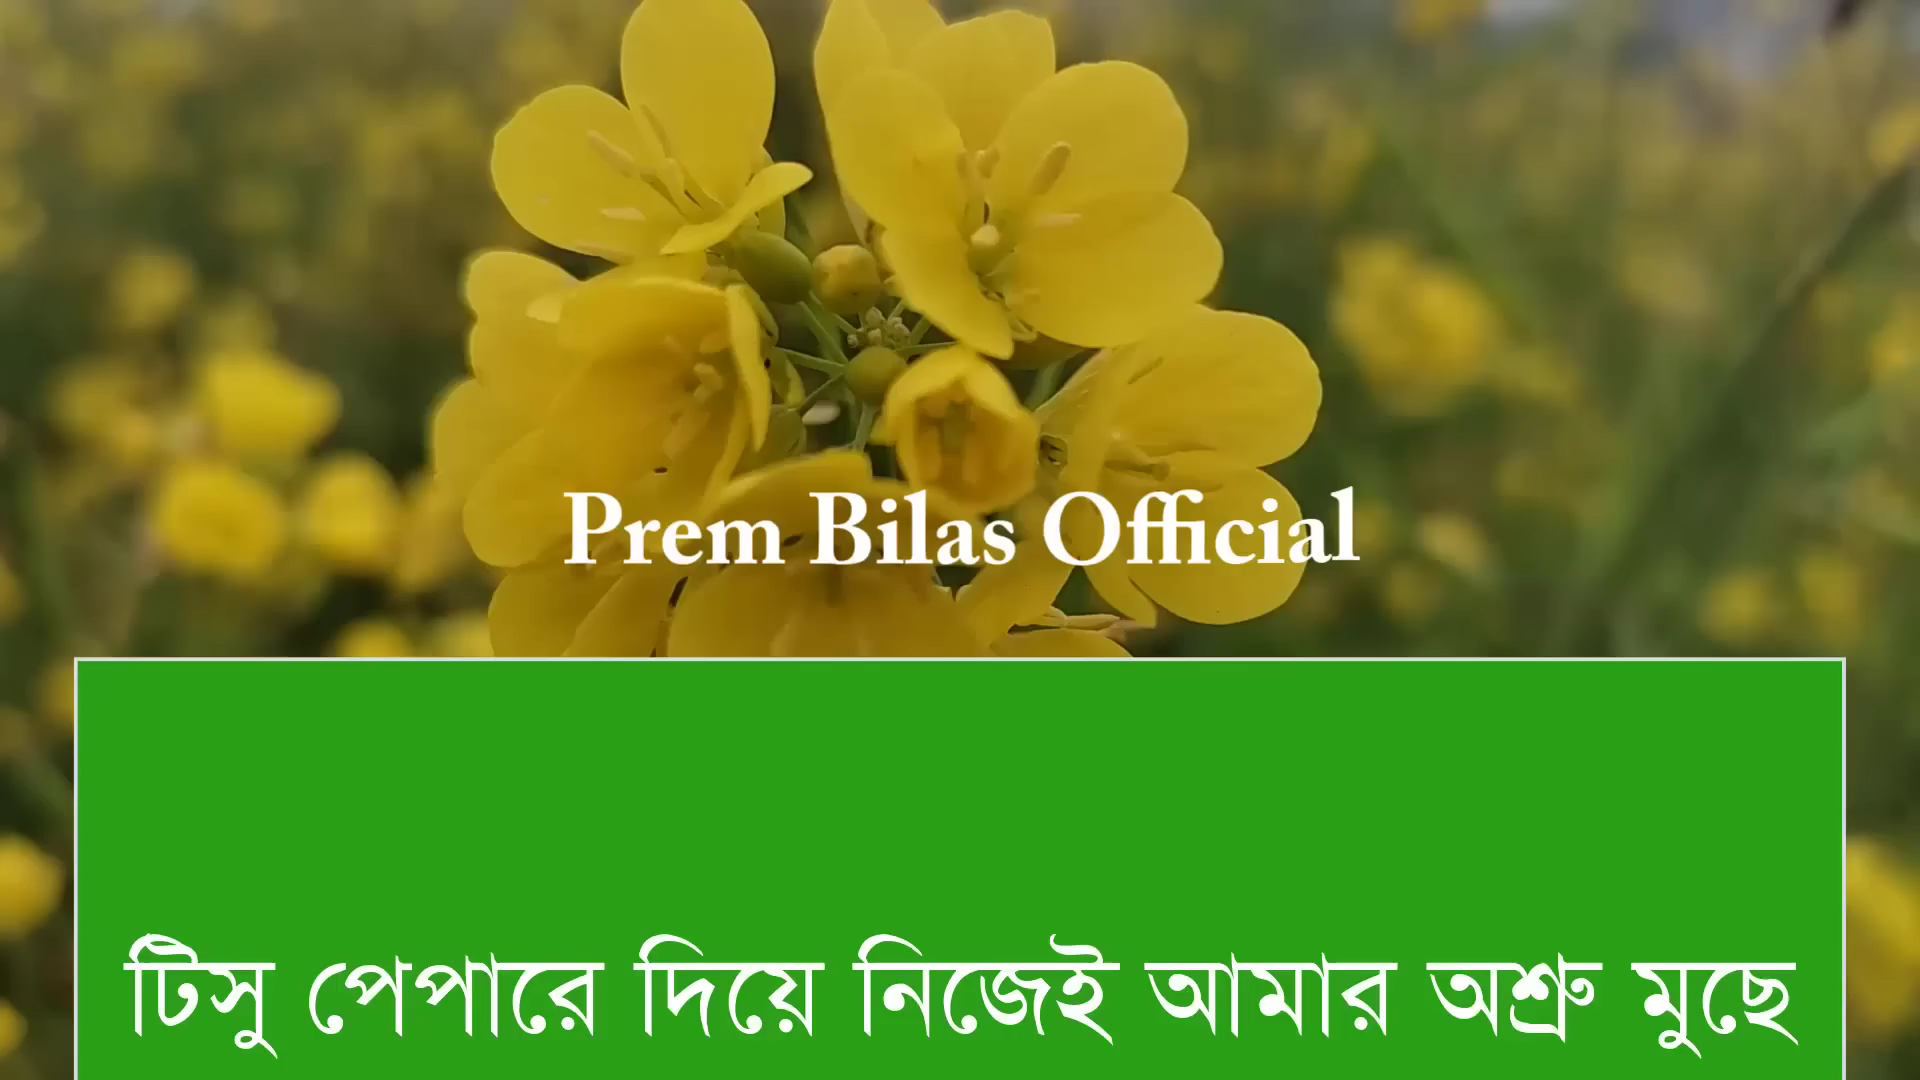 Prem Bilas Official
টিসু পেপারে দিয়ে নিজেই আমার অশ্রু মুছে